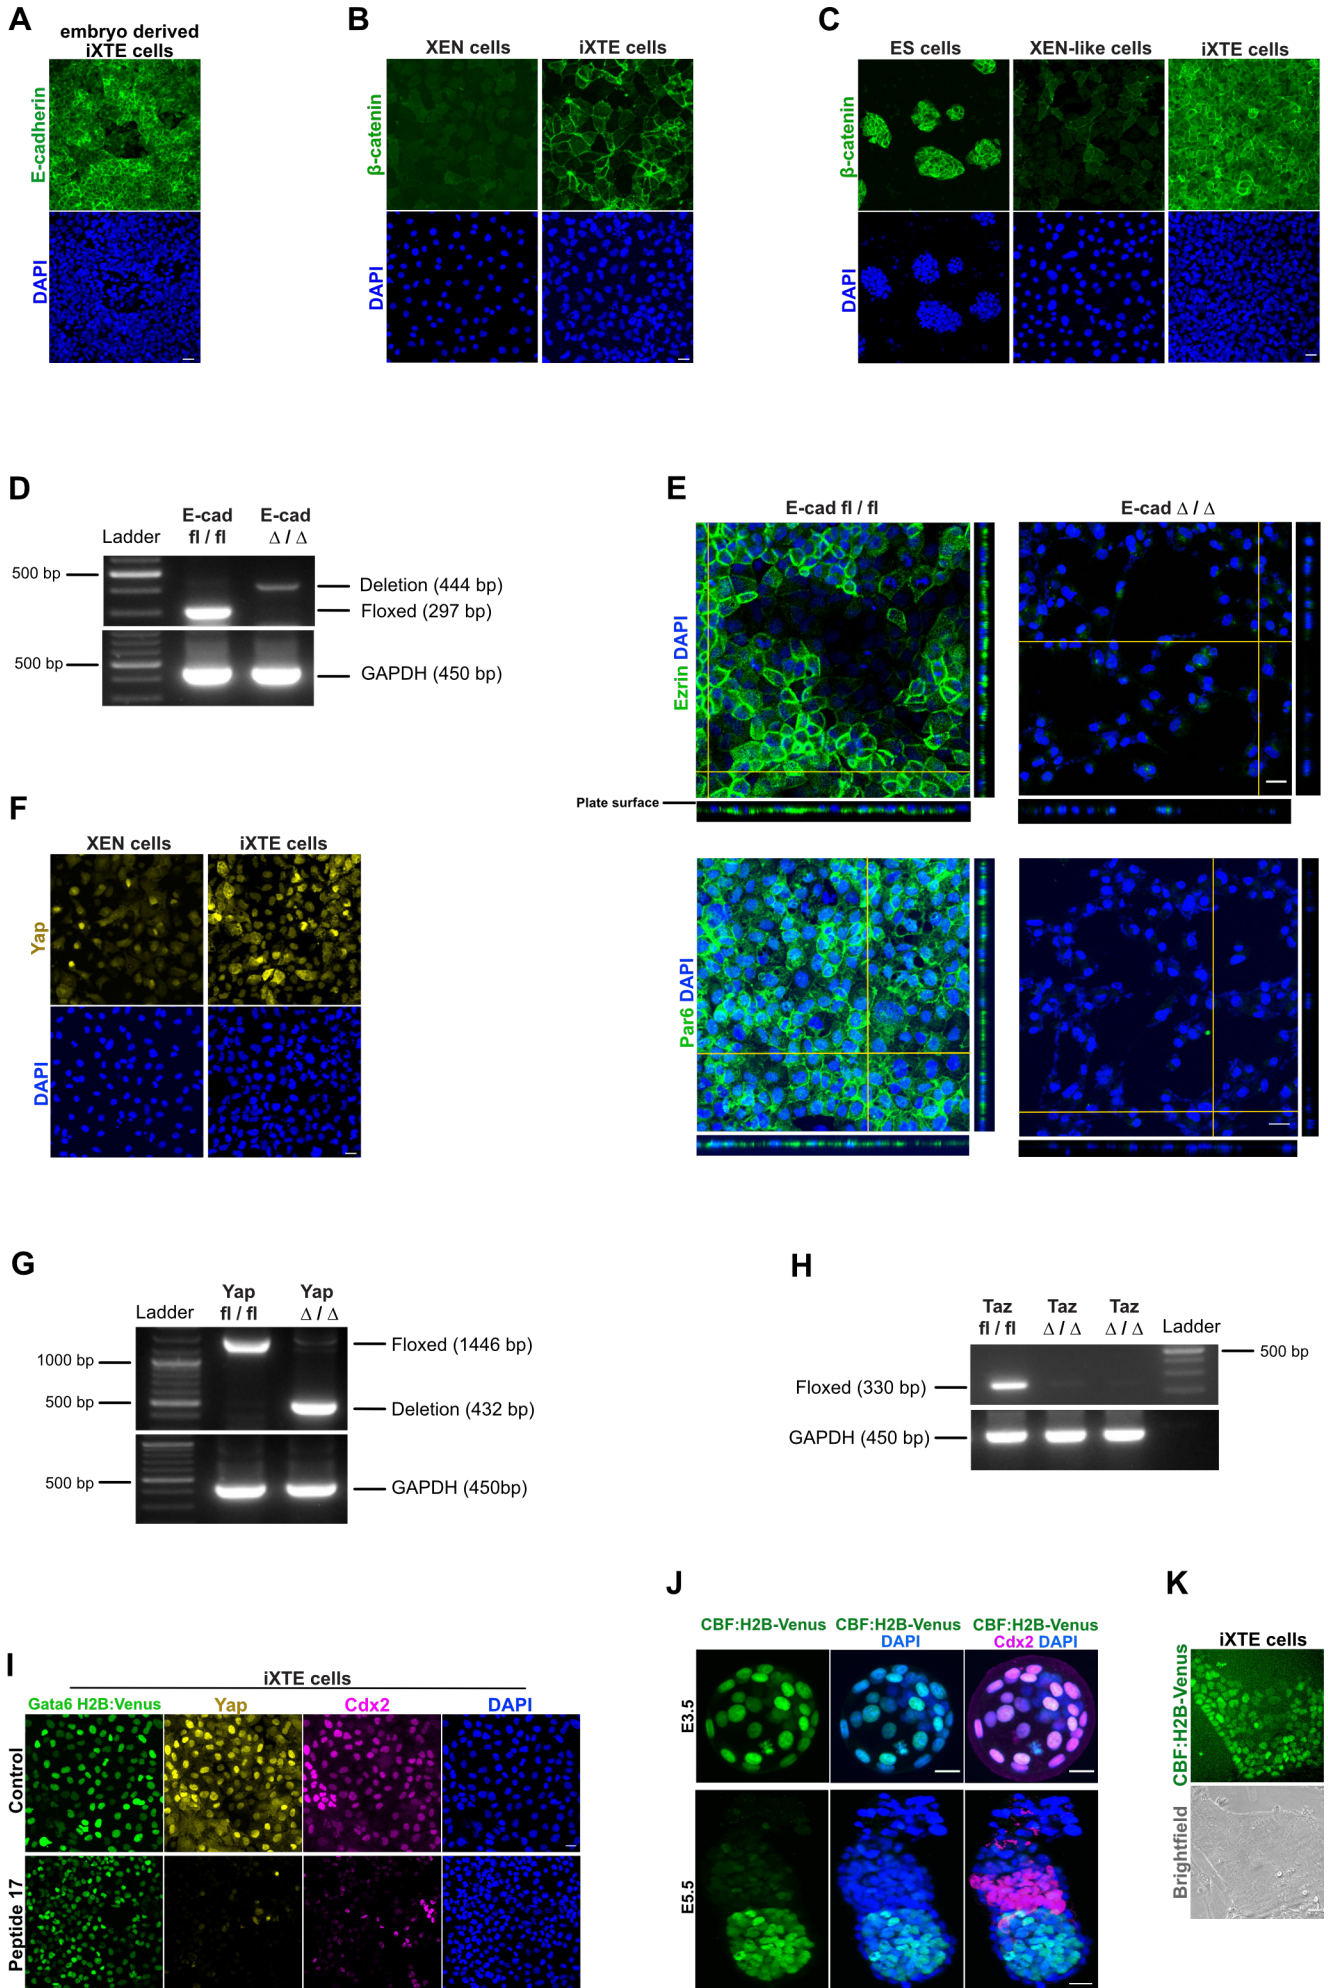 A
embryo derived
iXTE cells
E-cadherin
DAPI
B
XEN cells
iXTE cells
β-catenin
DAPI
C
ES cells
XEN-like cells
iXTE cells
β-catenin
DAPI
D
Ladder
E-cad
fl / fl
E-cad
Δ / Δ
500 bp
Deletion (444 bp)
Floxed (297 bp)
500 bp
GAPDH (450 bp)
E
E-cad fl / fl
E-cad Δ / Δ
Ezrin DAPI
Plate surface
Par6 DAPI
F
XEN cells
iXTE cells
Yap
DAPI
G
Ladder
Yap
fl / fl
Yap
Δ / Δ
1000 bp
500 bp
Floxed (1446 bp)
Deletion (432 bp)
500 bp
GAPDH (450bp)
H
Taz
fl / fl
Taz
Δ / Δ
Taz
Δ / Δ
Ladder
500 bp
Floxed (330 bp)
GAPDH (450 bp)
I
iXTE cells
Gata6 H2B:Venus
Yap
Cdx2
DAPI
Control
Peptide 17
J
CBF:H2B-Venus
CBF:H2B-Venus
DAPI
CBF:H2B-Venus
Cdx2 DAPI
E3.5
E5.5
K
iXTE cells
CBF:H2B-Venus
Brightfield